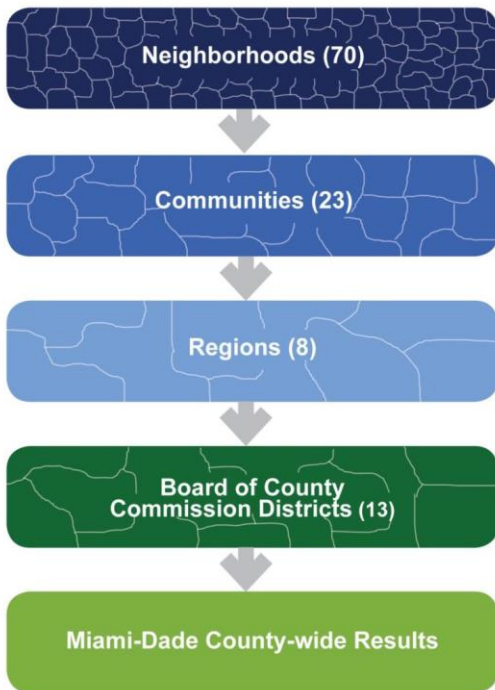 Neighborhoods (70)
Communities (23)
Regions (8)
Board of County
Commission Districts (13)
Miami-Dade County-wide Results